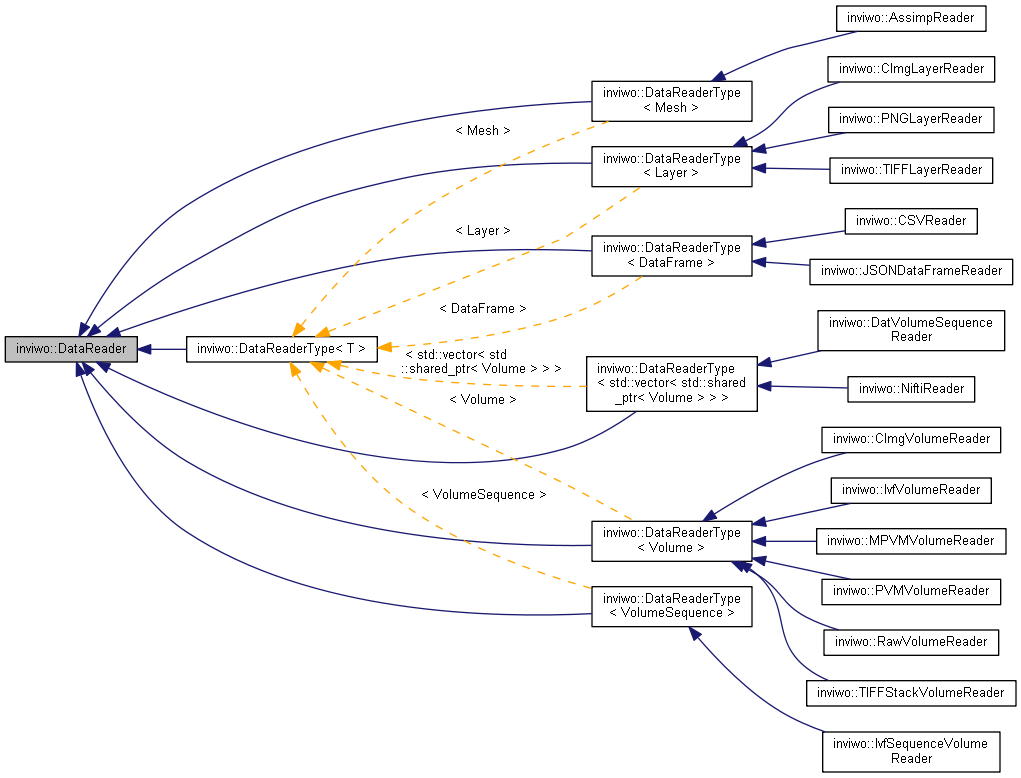 inviwo::AssimpReader
inviwo::CImgLayerReader
inviwo::DataReaderType
< Mesh >
inviwo::PNGLayerReader
< Mesh >
inviwo::DataReaderType
< Layer >
inviwo::TIFFLayerReader
inviwo::CSVReader
< Layer >
inviwo::DataReaderType
< DataFrame >
inviwo::JSONDataFrameReader
< DataFrame >
inviwo::DatVolumeSequence
Reader
inviwo::DataReader
inviwo::DataReaderType< T >
< std::vector< std
::shared_ptr< Volume > > >
inviwo::DataReaderType
< std::vector< std::shared
_ptr< Volume > > >
inviwo::NiftiReader
< Volume >
inviwo::CImgVolumeReader
inviwo::IvfVolumeReader
< VolumeSequence >
inviwo::DataReaderType
< Volume >
inviwo::MPVMVolumeReader
inviwo::PVMVolumeReader
inviwo::DataReaderType
< VolumeSequence >
inviwo::RawVolumeReader
inviwo::TIFFStackVolumeReader
inviwo::IvfSequenceVolume
Reader